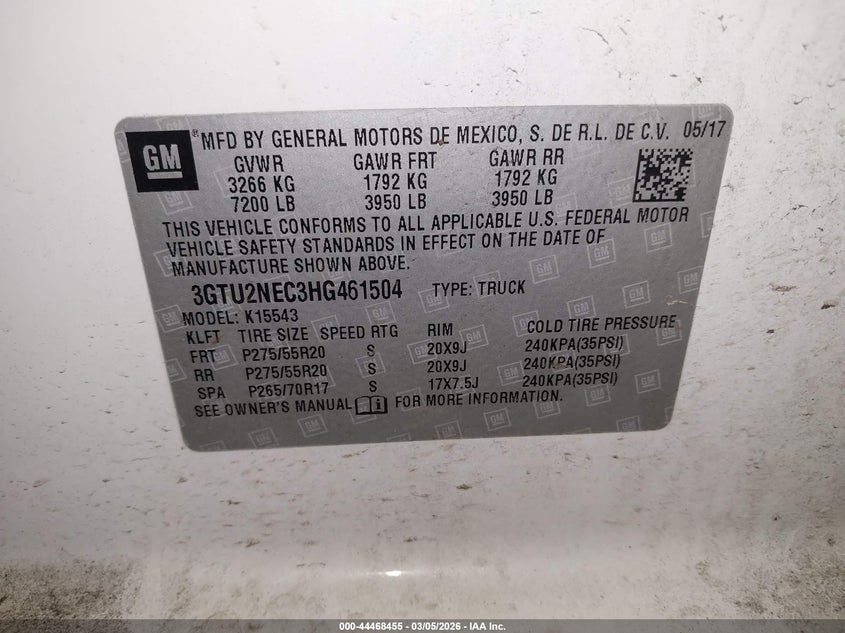 GM ® MFD BY GENERAL MOTORS DE MEXICO, S. DE R.L. DE C.V. 05/17
GVWR GAWR FRT GAWR RR
3266 KG 1792 KG 1792 KG
7200 LB 3950 LB 3950 LB
THIS VEHICLE CONFORMS TO ALL APPLICABLE U.S. FEDERAL MOTOR
VEHICLE SAFETY STANDARDS IN EFFECT ON THE DATE OF
MANUFACTURE SHOWN ABOVE.
3GTU2NEC3HG461504 TYPE: TRUCK
MODEL: K15543
KLFT TIRE SIZE SPEED RTG RIM COLD TIRE PRESSURE
FRT P275/55R20 S 20X9J 240KPA(35PSI)
RR P275/55R20 S 20X9J 240KPA(35PSI)
SPA P265/70R17 S 17X7.5J 240KPA(35PSI)
SEE OWNER'S MANUAL FOR MORE INFORMATION.
000-44468455 — 03/05/2026 — IAA Inc.